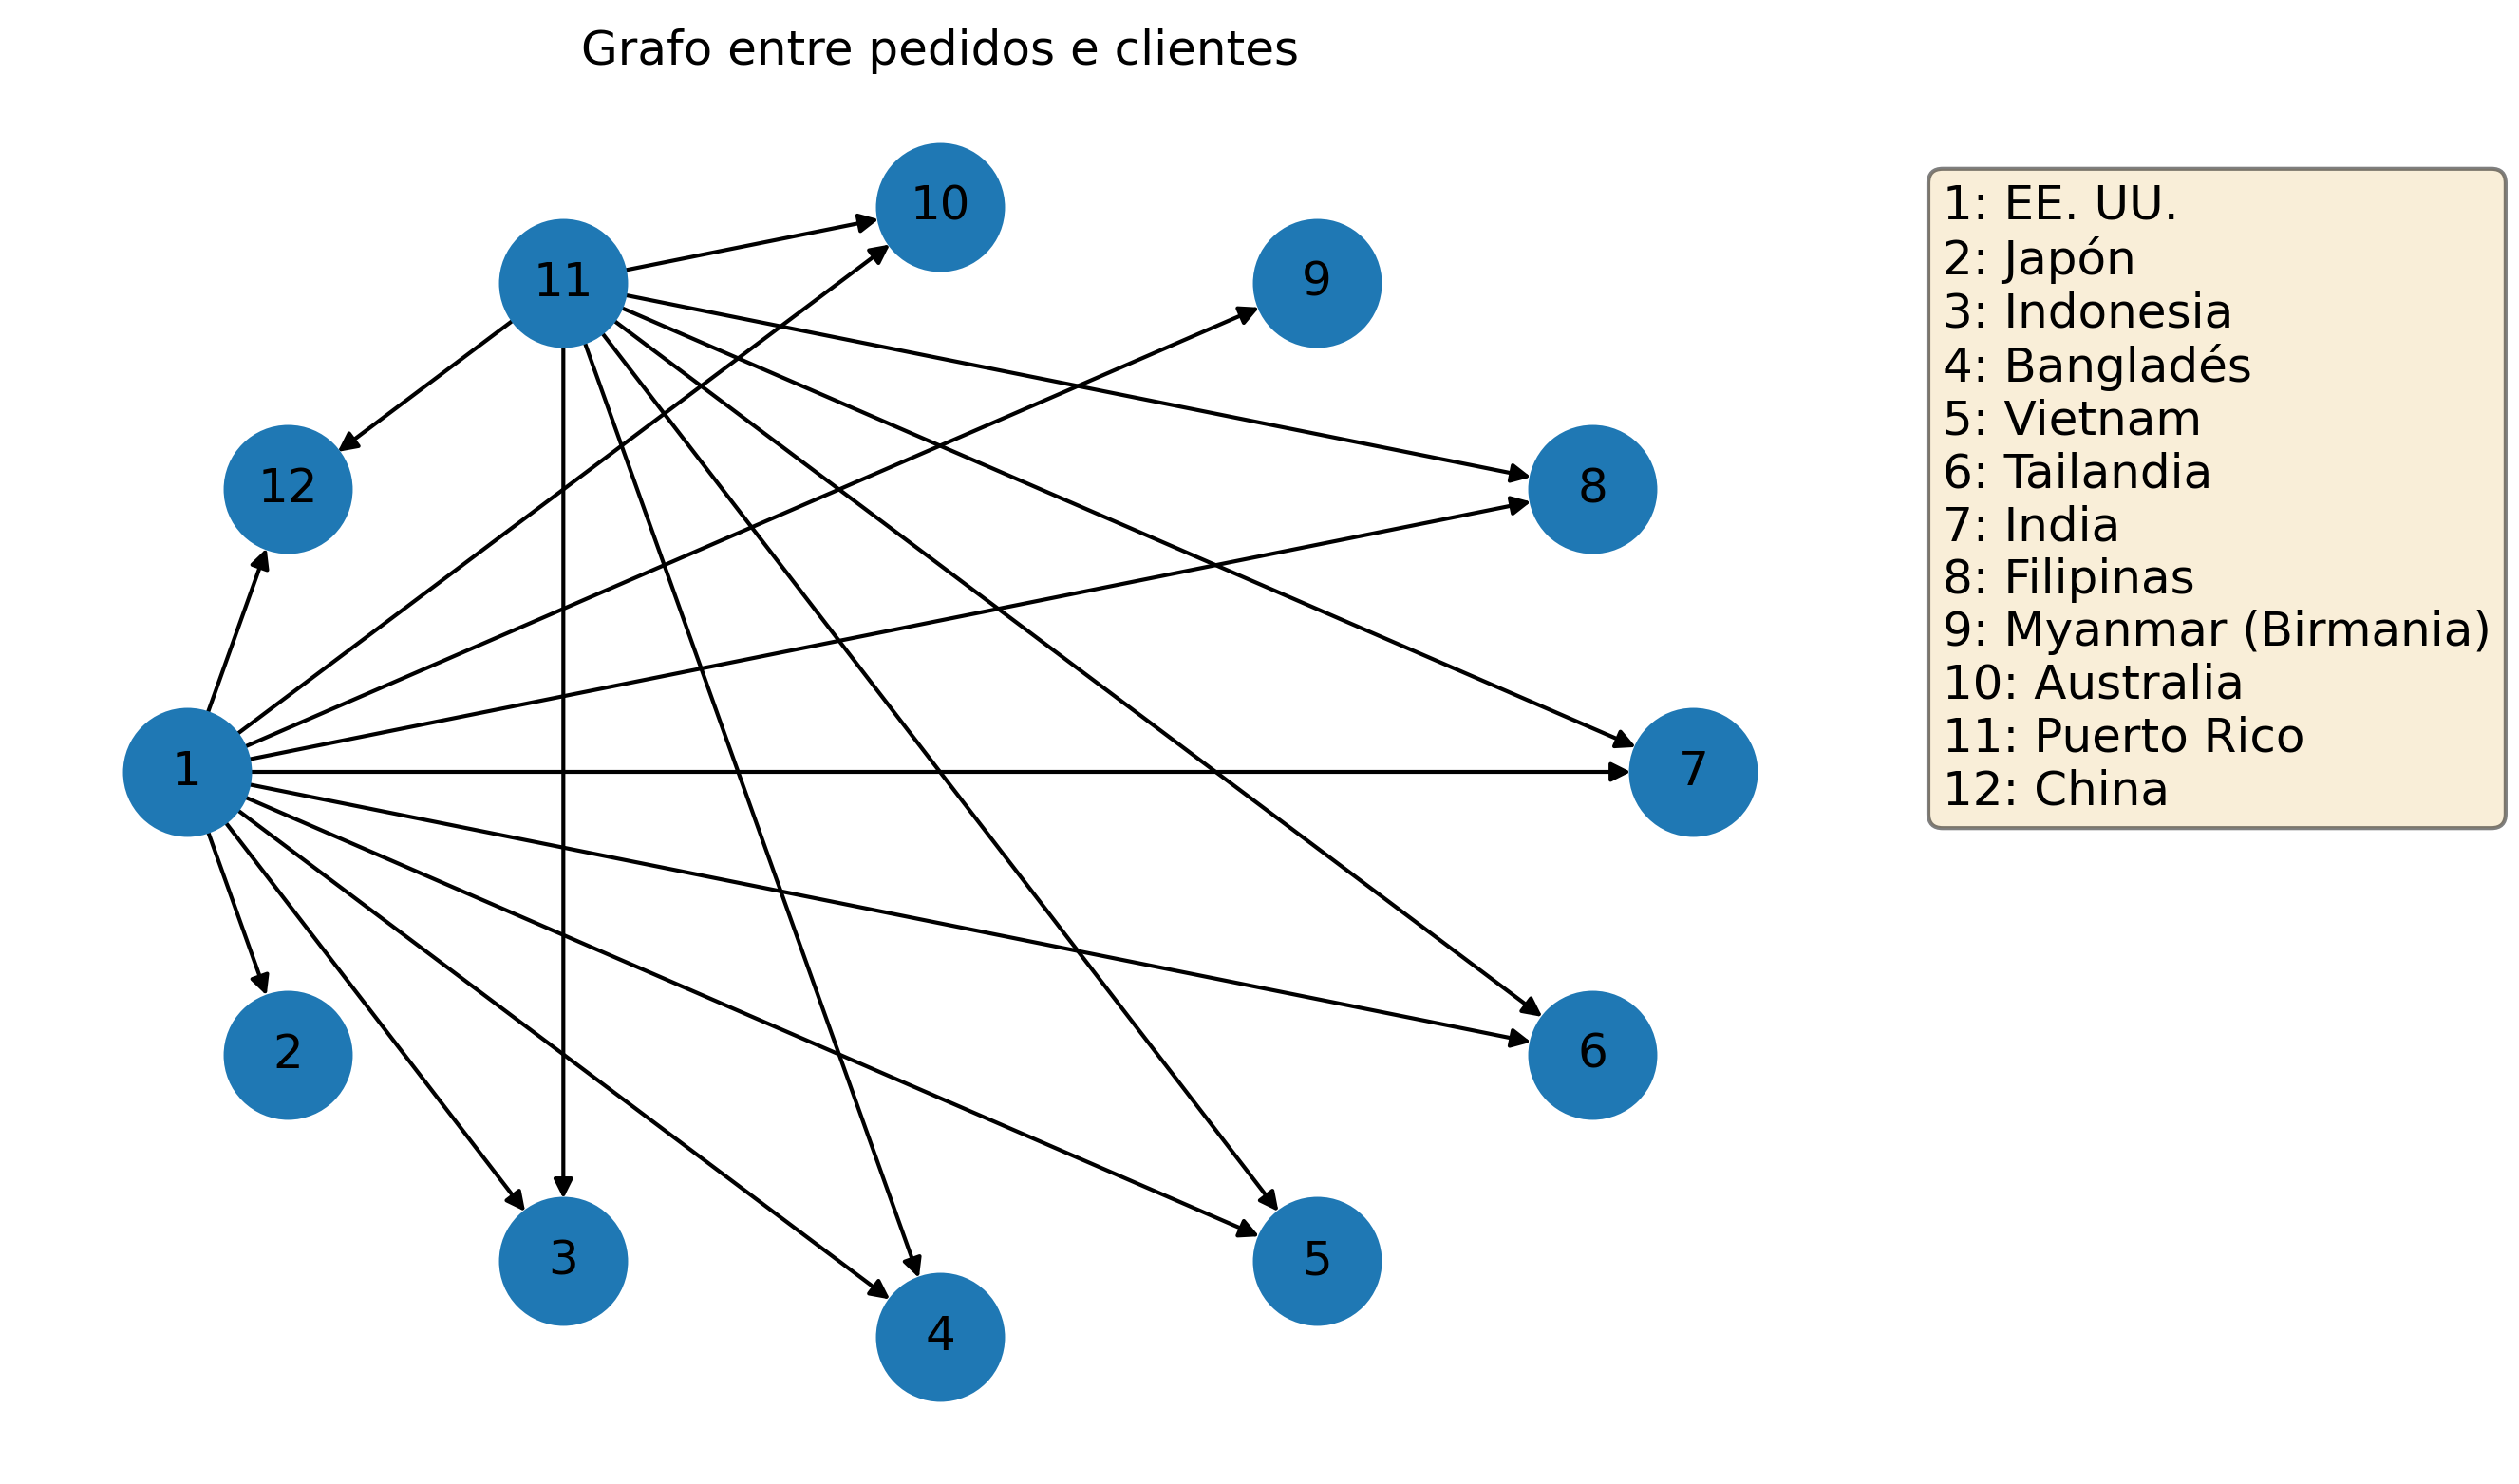 Grafo entre pedidos e clientes
10
11
9
12
8
1
7
2
6
3
5
4
1: EE. UU.
2: Japón
3: Indonesia
4: Bangladés
5: Vietnam
6: Tailandia
7: India
8: Filipinas
9: Myanmar (Birmania)
10: Australia
11: Puerto Rico
12: China